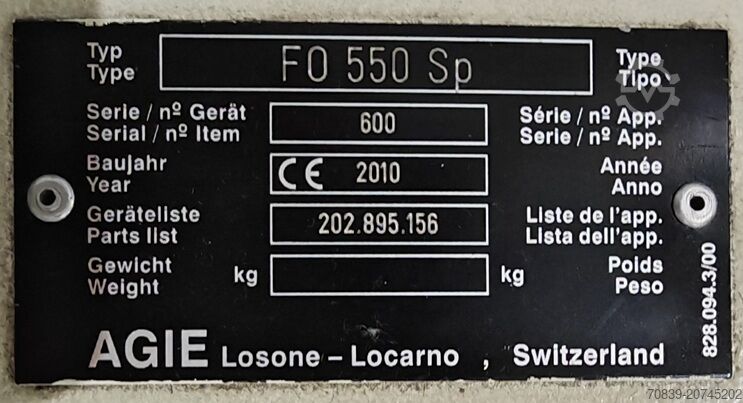 Typ
Type
FO 550 Sp
Type
Tipo
Serie / nº Gerät
Serial / nº Item
600
Série / nº App.
Serie / nº App.
Baujahr
Year
CE 2010
Année
Anno
Geräteliste
Parts list
202.895.156
Liste de l'app.
Lista dell'app.
Gewicht
Weight
kg
kg
Poids
Peso
AGIE Losone – Locarno , Switzerland
828.094.3/00
70839-20745202